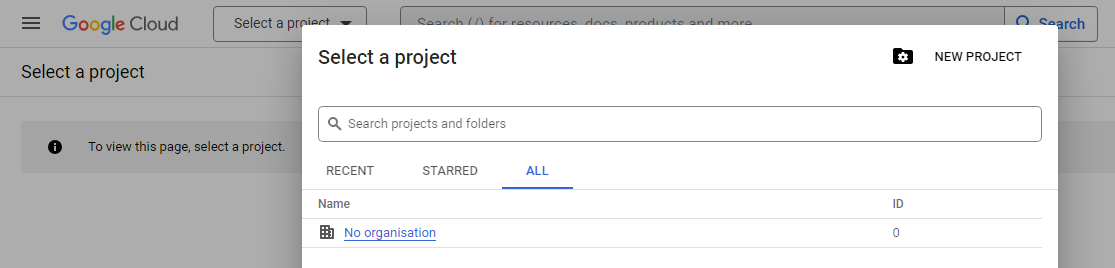 Google Cloud
Select a project
Search (/) for resources, docs, products and more
Search
Select a project
To view this page, select a project.
Select a project
NEW PROJECT
Search projects and folders
RECENT
STARRED
ALL
Name
ID
No organisation
0